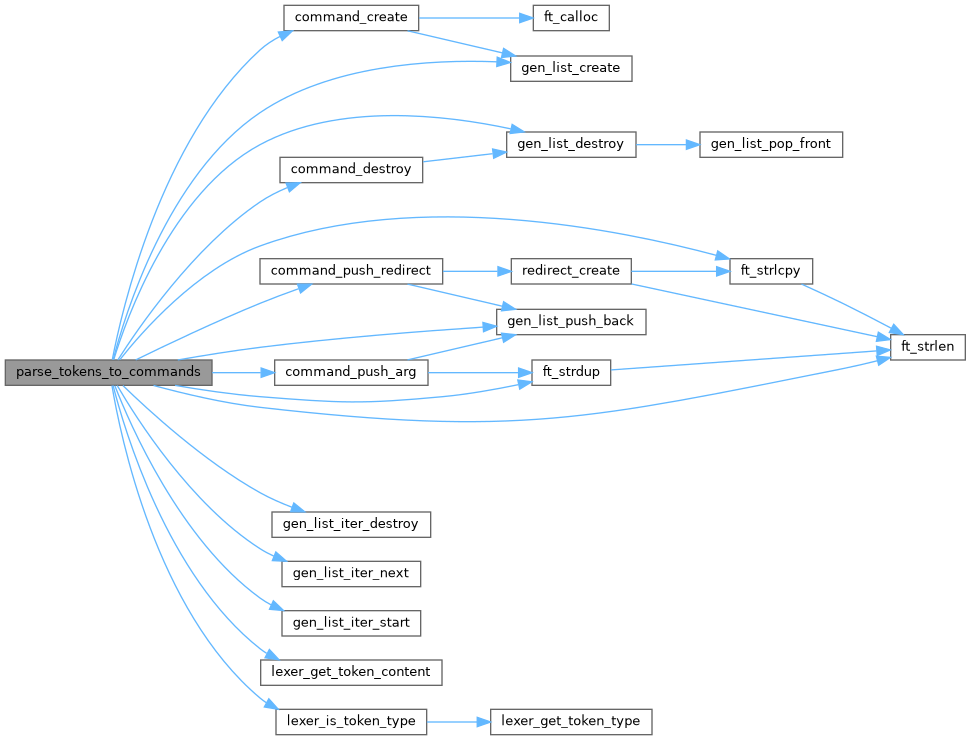 command_create
ft_calloc
gen_list_create
gen_list_destroy
gen_list_pop_front
command_destroy
command_push_redirect
redirect_create
ft_strlcpy
gen_list_push_back
ft_strlen
parse_tokens_to_commands
command_push_arg
ft_strdup
gen_list_iter_destroy
gen_list_iter_next
gen_list_iter_start
lexer_get_token_content
lexer_is_token_type
lexer_get_token_type